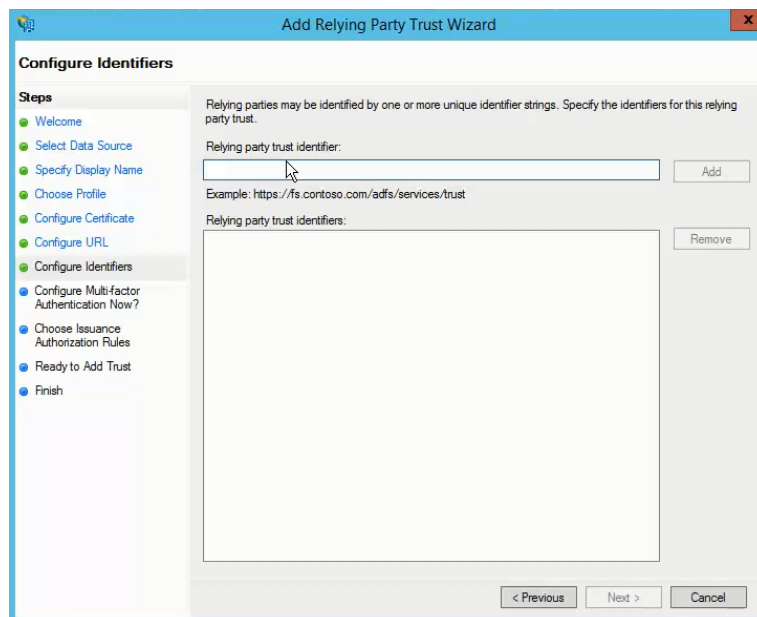 Add Relying Party Trust Wizard
x
Configure Identifiers
Steps
Welcome
Select Data Source
Specify Display Name
Choose Profile
Configure Certificate
Configure URL
Configure Identifiers
Configure Multi-factor
Authentication Now?
Choose Issuance
Authorization Rules
Ready to Add Trust
Finish
Relying parties may be identified by one or more unique identifier strings. Specify the identifiers for this relying
party trust.
Relying party trust identifier:
Add
Example: https://fs.contoso.com/adfs/services/trust
Relying party trust identifiers:
Remove
< Previous
Next >
Cancel